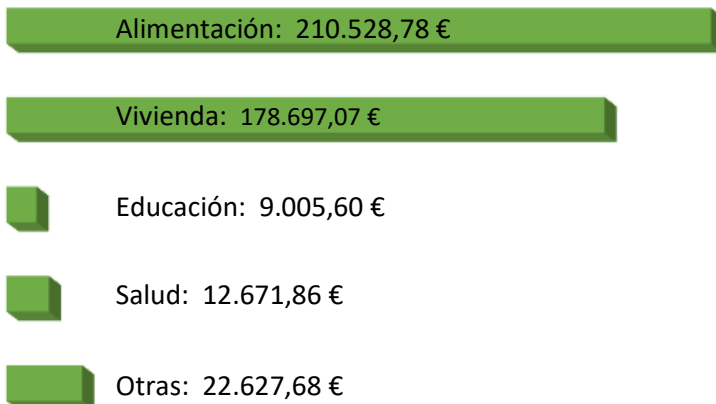 Alimentación: 210.528,78 €
Vivienda: 178.697,07 €
Educación: 9.005,60 €
Salud: 12.671,86 €
Otras: 22.627,68 €